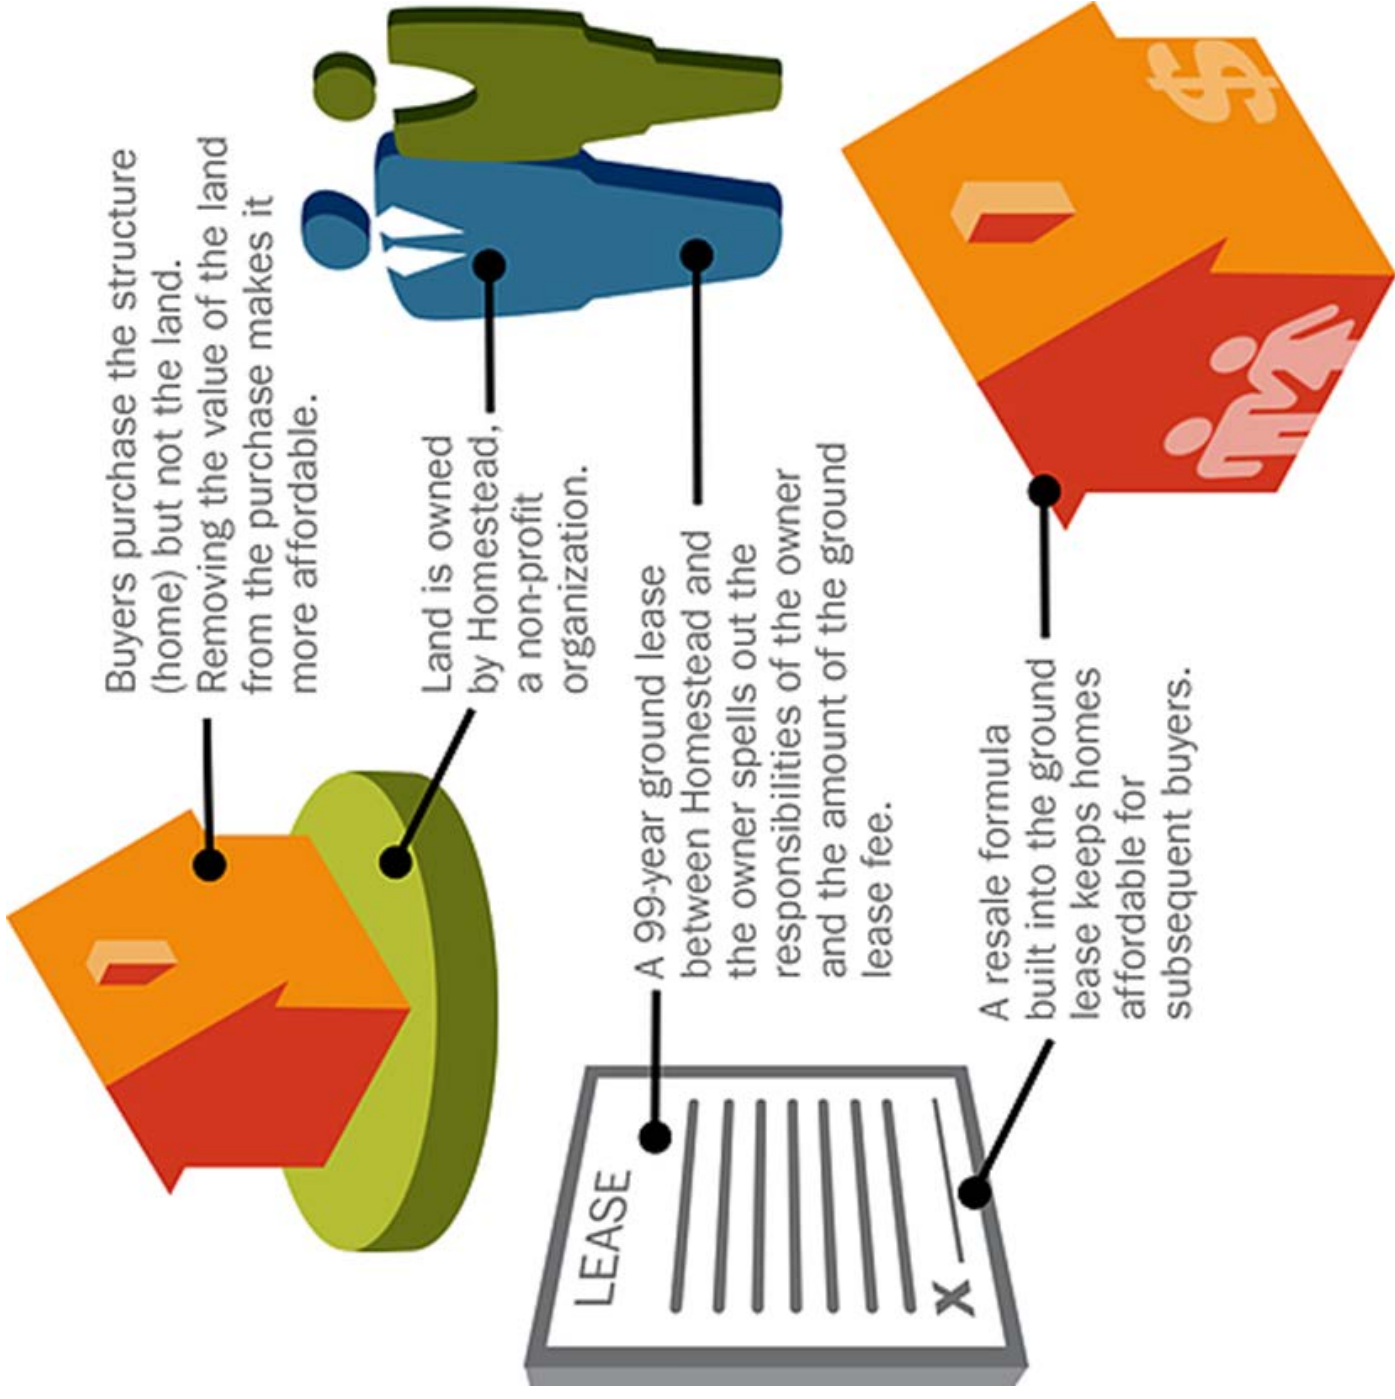 Buyers purchase the structure
(home) but not the land.
Removing the value of the land
from the purchase makes it
more affordable.
Land is owned
by Homestead,
a non-profit
organization.
LEASE
X
A 99-year ground lease
between Homestead and
the owner spells out the
responsibilities of the owner
and the amount of the ground
lease fee.
A resale formula
built into the ground
lease keeps homes
affordable for
subsequent buyers.
$